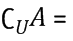 ∁_U A =